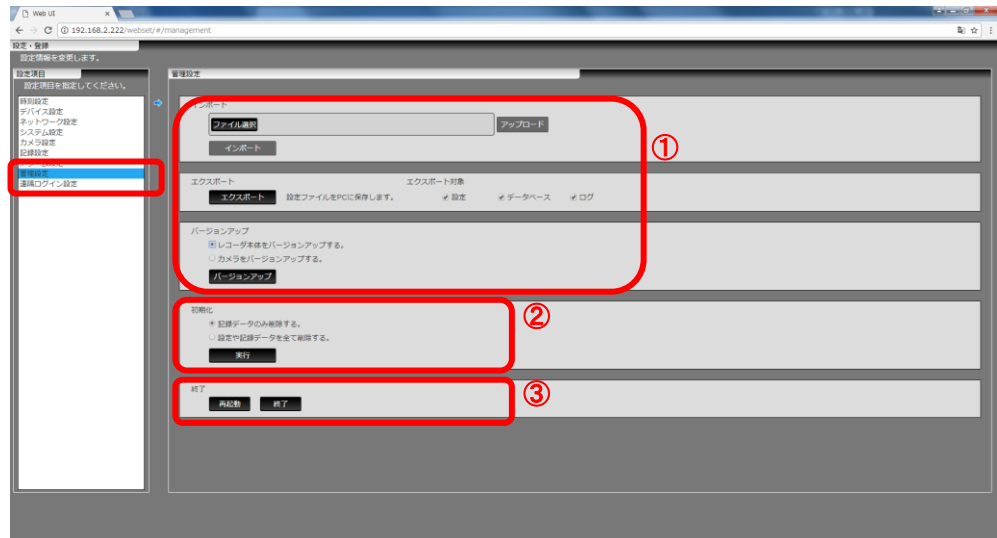 Web UI
192.168.2.222/webset/#/management
設定・登録
設定情報を変更します。
設定項目
設定項目を指定してください。
時刻設定
デバイス設定
ネットワーク設定
システム設定
カメラ設定
記録設定
管理設定
遠隔ログイン設定
管理設定
インポート
ファイル選択
アップロード
インポート
①
エクスポート
エクスポート対象
エクスポート
設定ファイルをPCに保存します。
設定
データベース
ログ
バージョンアップ
レコーダ本体をバージョンアップする。
カメラをバージョンアップする。
バージョンアップ
初期化
②
記録データのみ削除する。
設定や記録データを全て削除する。
実行
終了
③
再起動
終了